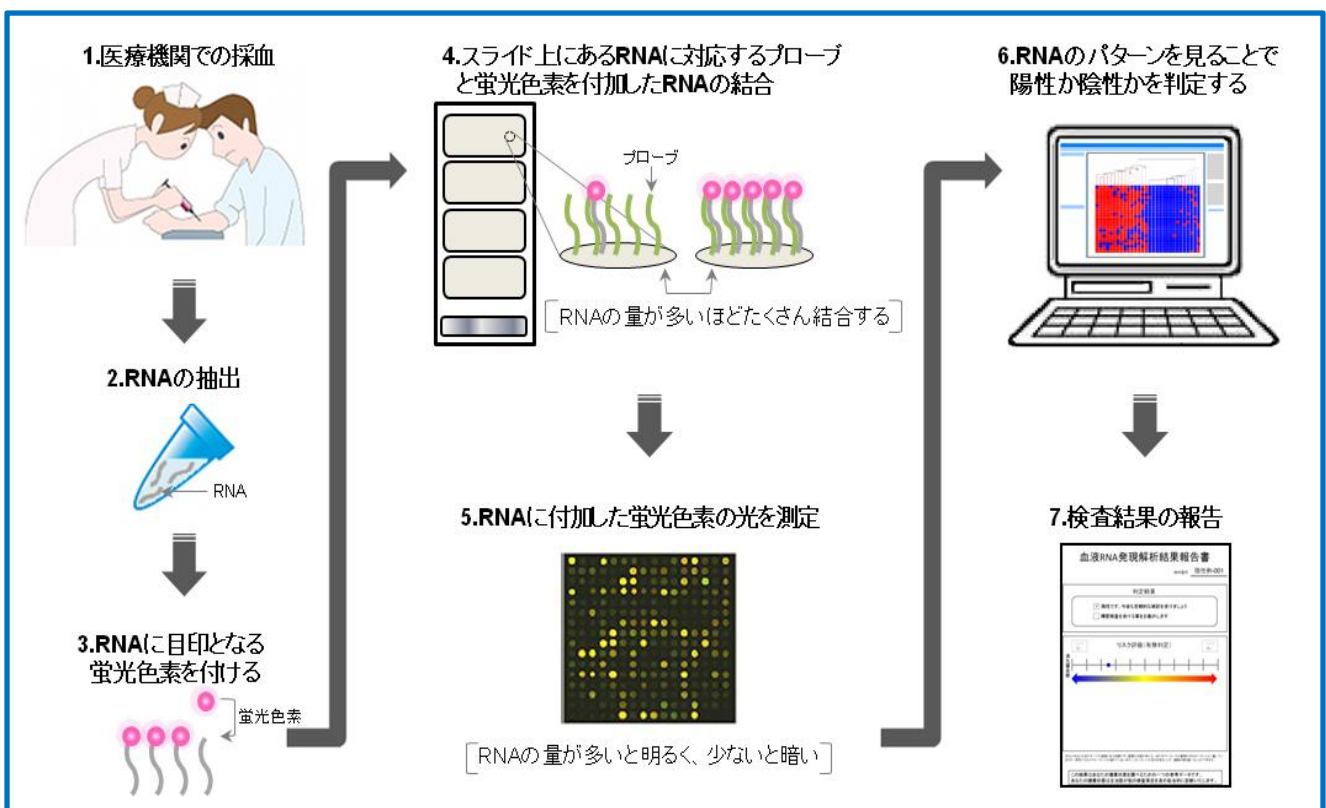 1.医療機関での採血
2.RNAの抽出
RNA
3.RNAに目印となる
蛍光色素を付ける
蛍光色素
4.スライド上にあるRNAに対応するプローブ
と蛍光色素を付加したRNAの結合
プローブ
RNAの量が多いほどたくさん結合する
5.RNAに付加した蛍光色素の光を測定
RNAの量が多いと明るく、少ないと暗い
6.RNAのパターンを見ることで
陽性か陰性かを判定する
7.検査結果の報告
血液RNA発現解析結果報告書
判定結果